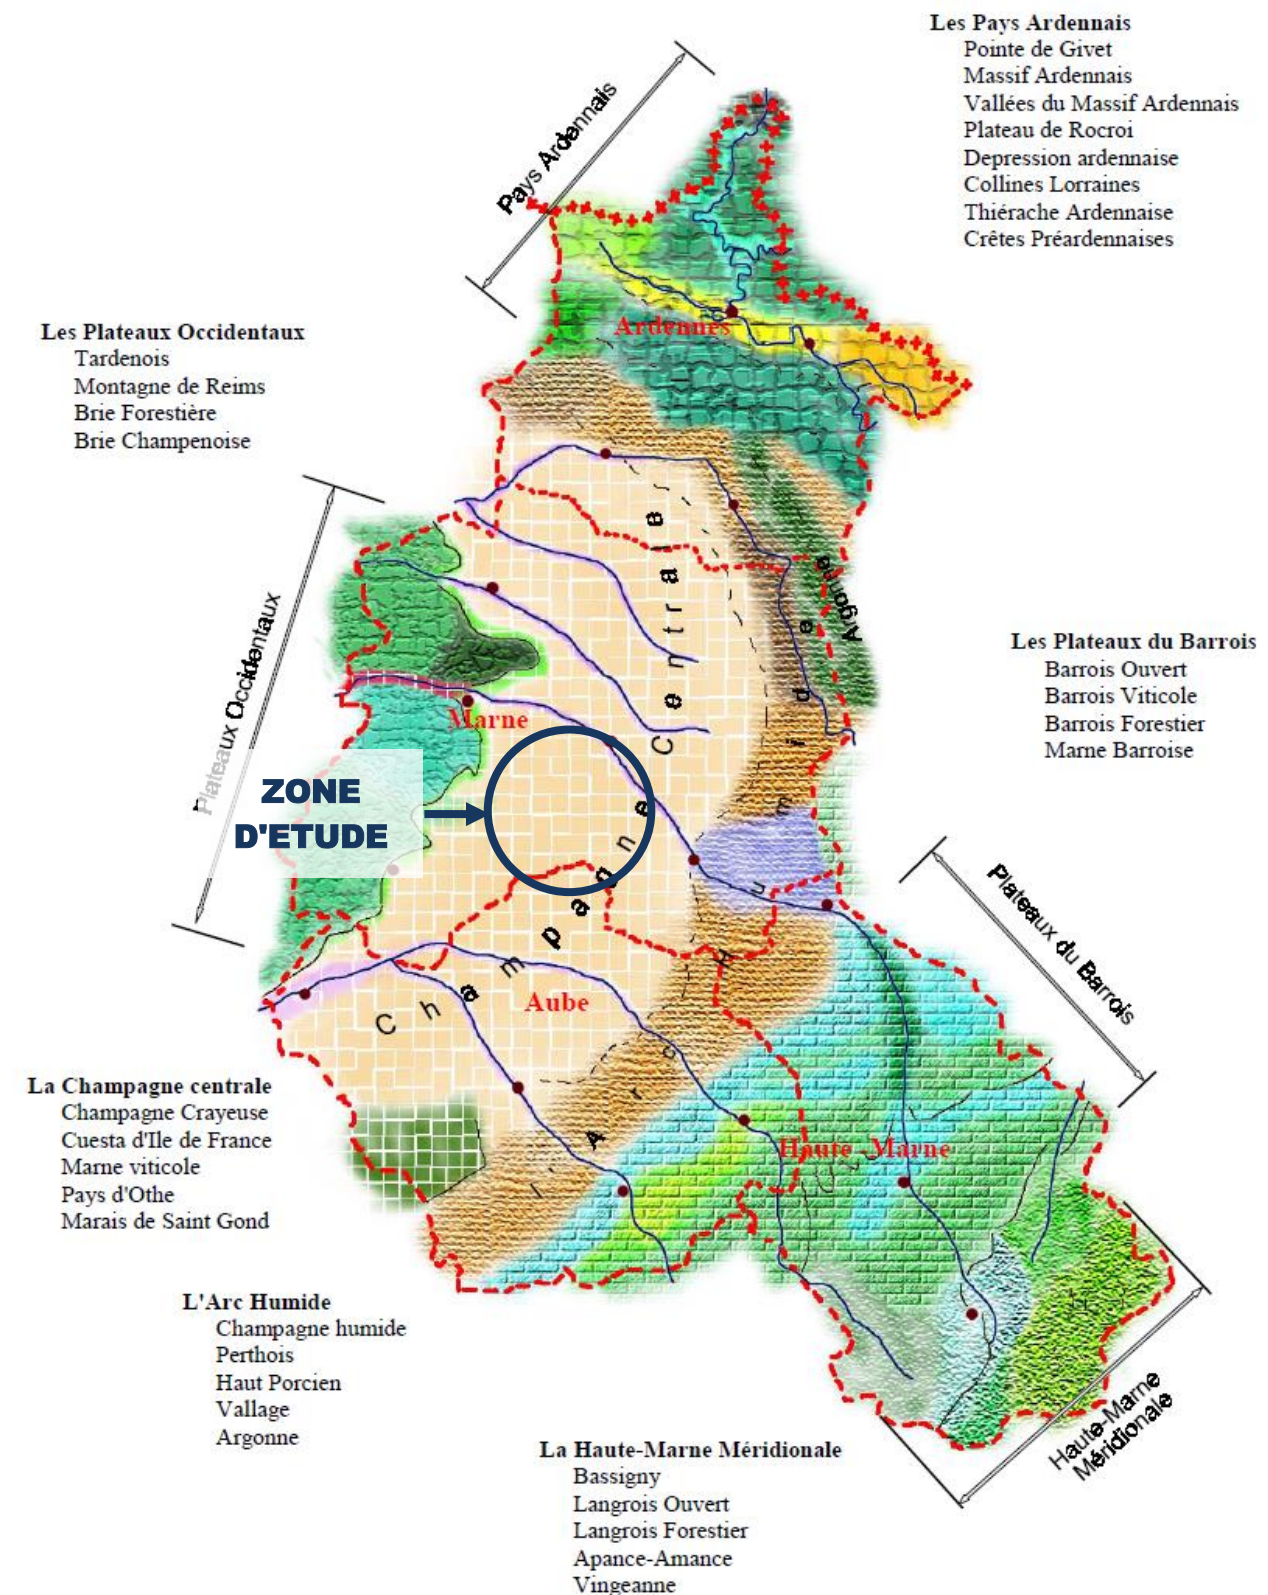 Les Pays Ardennais
Pointe de Givet
Massif Ardennais
Vallées du Massif Ardennais
Plateau de Rocroi
Depression ardennaise
Collines Lorraines
Thiérache Ardennaise
Crêtes Préardennaises
Pays Ardennais
Les Plateaux Occidentaux
Tardenois
Montagne de Reims
Brie Forestière
Brie Champenoise
Ardennes
Plateaux Occidentaux
Argonne
Marne
Les Plateaux du Barrois
Barrois Ouvert
Barrois Viticole
Barrois Forestier
Marne Barroise
ZONE
D'ETUDE
Champagne Centrale
l'Arc Humide
Plateaux du Barrois
Aube
La Champagne centrale
Champagne Crayeuse
Cuesta d'Ile de France
Marne viticole
Pays d'Othe
Marais de Saint Gond
Haute-Marne
L'Arc Humide
Champagne humide
Perthois
Haut Porcien
Vallage
Argonne
Haute-Marne
Méridionale
La Haute-Marne Méridionale
Bassigny
Langrois Ouvert
Langrois Forestier
Apance-Amance
Vingeanne